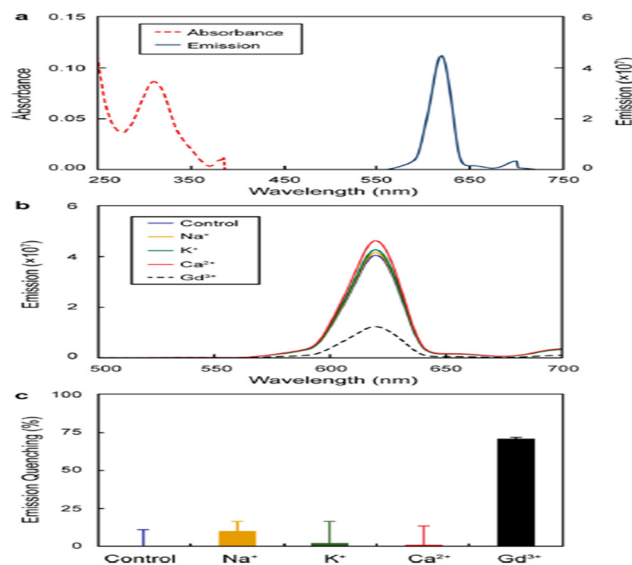 a
0.15
0.10
0.05
0.00
Absorbance
Absorbance
Emission
6
4
2
0
Emission (×10⁷)
250 350 450 550 650 750
Wavelength (nm)
b
6
4
2
0
Emission (×10⁷)
Control
Na⁺
K⁺
Ca²⁺
Gd³⁺
500 550 600 650 700
Wavelength (nm)
c
100
75
50
25
0
Emission Quenching (%)
Control Na⁺ K⁺ Ca²⁺ Gd³⁺